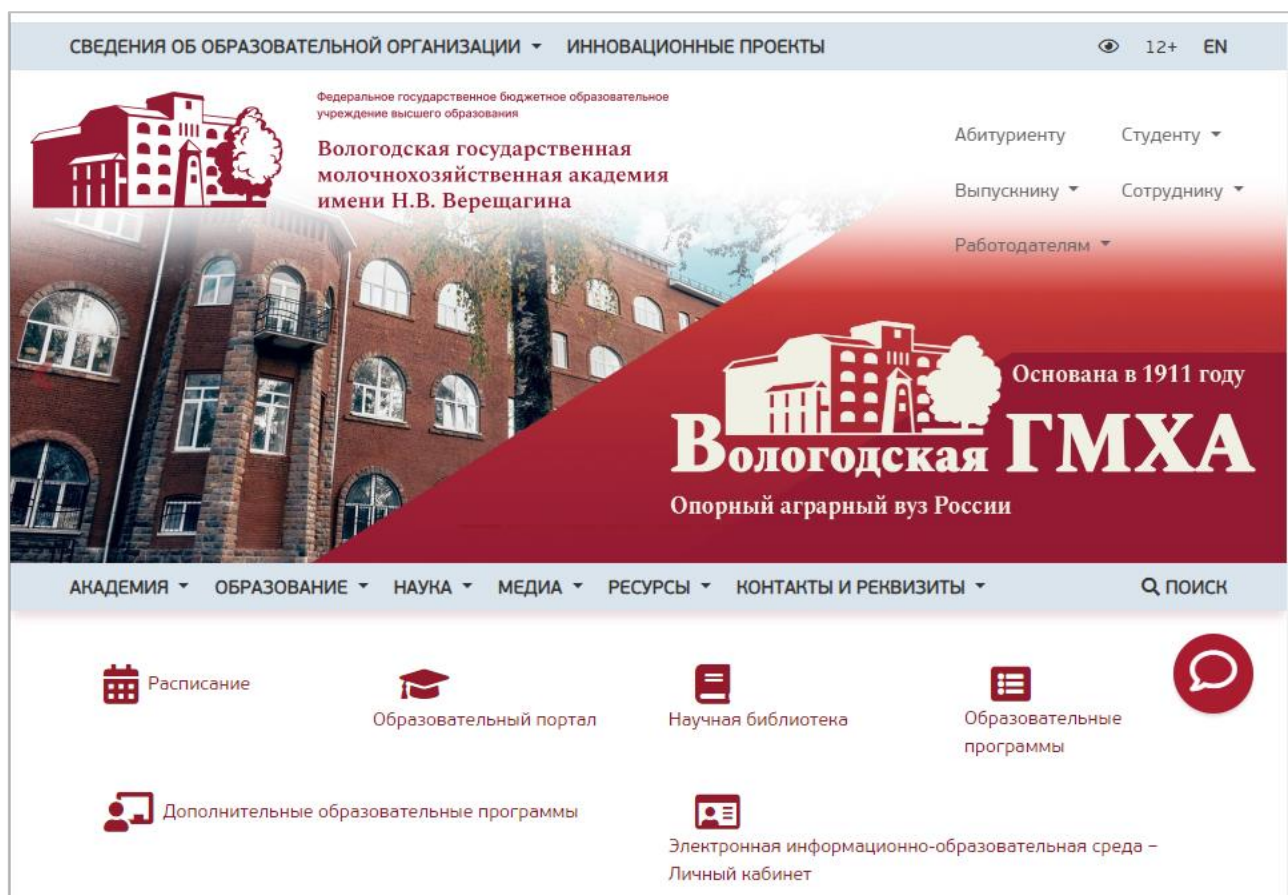 СВЕДЕНИЯ ОБ ОБРАЗОВАТЕЛЬНОЙ ОРГАНИЗАЦИИ ИННОВАЦИОННЫЕ ПРОЕКТЫ 12+ EN
Федеральное государственное бюджетное образовательное
учреждение высшего образования
Вологодская государственная
молочнохозяйственная академия
имени Н.В. Верещагина
Абитуриенту Студенту
Выпускнику Сотруднику
Работодателям
Основана в 1911 году
Вологодская ГМХА
Опорный аграрный вуз России
АКАДЕМИЯ ОБРАЗОВАНИЕ НАУКА МЕДИА РЕСУРСЫ КОНТАКТЫ И РЕКВИЗИТЫ ПОИСК
Расписание
Образовательный портал
Научная библиотека
Образовательные
программы
Дополнительные образовательные программы
Электронная информационно-образовательная среда –
Личный кабинет